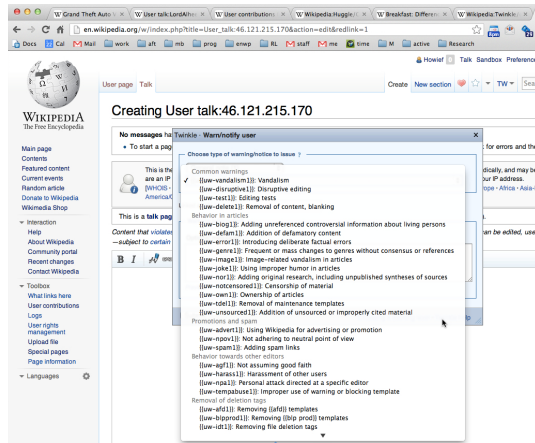 Grand Theft Auto
User talk:LordAlhe
User contributions
Wikipedia:Huggle/
Breakfast: Differen
Wikipedia:Twinkle
en.wikipedia.org/w/index.php?title=User_talk:46.121.215.170&action=edit&redlink=1
Docs Cal Mail work aft mb prog enwp RL staff me time M active Research
Howief Talk Sandbox Preference
User page Talk Create New section TW Sea
WIKIPEDIA
The Free Encyclopedia
Creating User talk:46.121.215.170
No messages ha
• To start a pag
for errors and the
Twinkle - Warn/notify user x
Choose type of warning/notice to issue ?
This is the
are an IP
[WHOIS ·
America/
dically, and may be
our IP address.
rope · Africa · Asia-
This is a talk pag
Content that violates
—subject to certain
can be edited, use
B I
Common warnings
✓ {{uw-vandalism1}}: Vandalism
{{uw-disruptive1}}: Disruptive editing
{{uw-test1}}: Editing tests
{{uw-delete1}}: Removal of content, blanking
Behavior in articles
{{uw-biog1}}: Adding unreferenced controversial information about living persons
{{uw-defam1}}: Addition of defamatory content
{{uw-error1}}: Introducing deliberate factual errors
{{uw-genre1}}: Frequent or mass changes to genres without consensus or references
{{uw-image1}}: Image-related vandalism in articles
{{uw-joke1}}: Using improper humor in articles
{{uw-nor1}}: Adding original research, including unpublished syntheses of sources
{{uw-notcensored1}}: Censorship of material
{{uw-own1}}: Ownership of articles
{{uw-tdel1}}: Removal of maintenance templates
{{uw-unsourced1}}: Addition of unsourced or improperly cited material
Promotions and spam
{{uw-advert1}}: Using Wikipedia for advertising or promotion
{{uw-npov1}}: Not adhering to neutral point of view
{{uw-spam1}}: Adding spam links
Behavior towards other editors
{{uw-agf1}}: Not assuming good faith
{{uw-harass1}}: Harassment of other users
{{uw-npa1}}: Personal attack directed at a specific editor
{{uw-tempabuse1}}: Improper use of warning or blocking template
Removal of deletion tags
{{uw-afd1}}: Removing {{afd}} templates
{{uw-blpprod1}}: Removing {{blp prod}} templates
{{uw-idt1}}: Removing file deletion tags
Main page
Contents
Featured content
Current events
Random article
Donate to Wikipedia
Wikimedia Shop
Interaction
Help
About Wikipedia
Community portal
Recent changes
Contact Wikipedia
Toolbox
What links here
User contributions
Logs
User rights
management
Upload file
Special pages
Page information
Languages